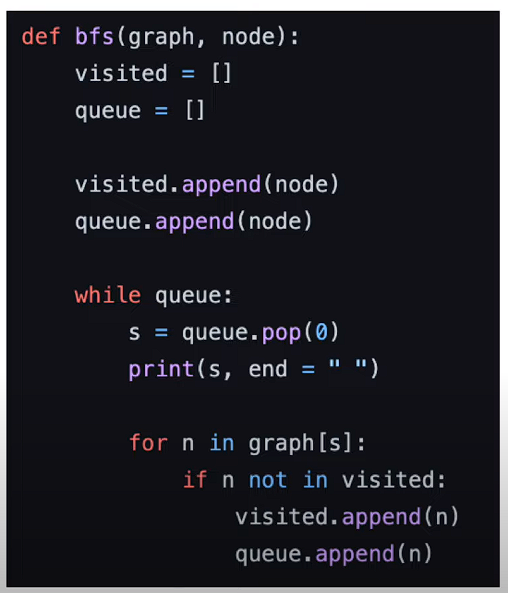 def bfs(graph, node):
    visited = []
    queue = []

    visited.append(node)
    queue.append(node)

    while queue:
        s = queue.pop(0)
        print(s, end = " ")

        for n in graph[s]:
            if n not in visited:
                visited.append(n)
                queue.append(n)